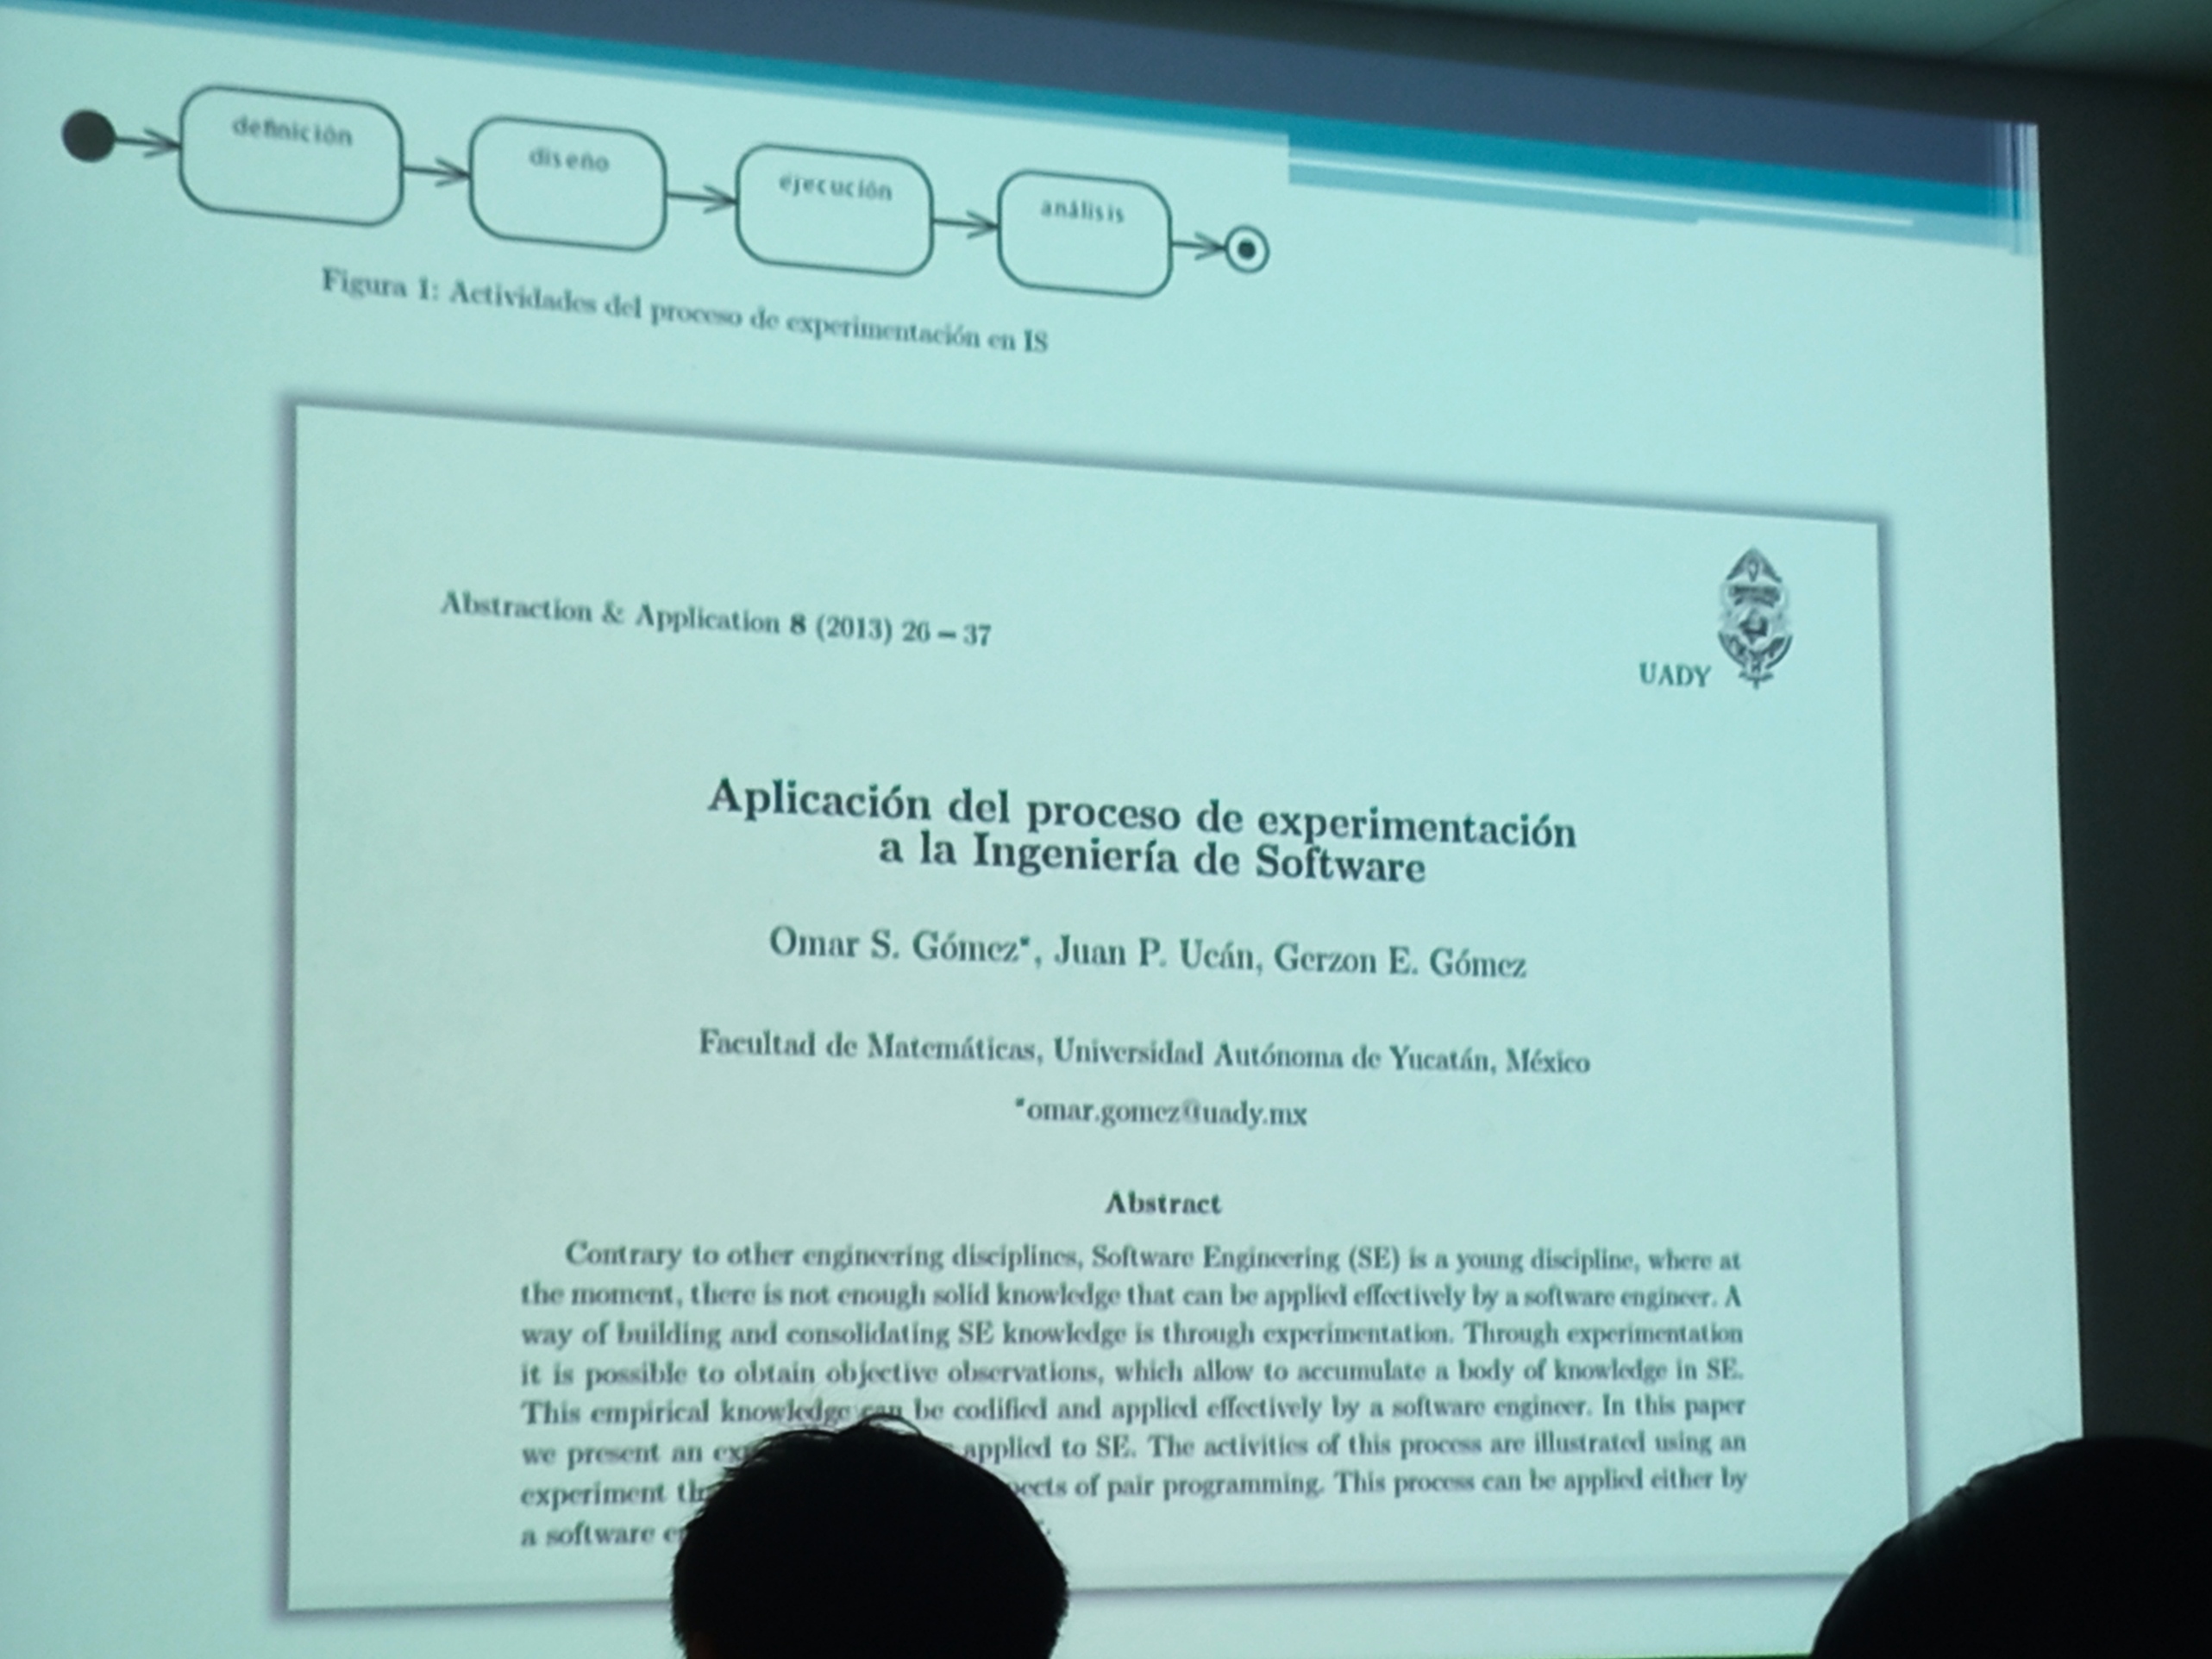 definición
diseño
ejecución
análisis
Figura 1: Actividades del proceso de experimentación en IS
Abstraction & Application 8 (2013) 26 – 37
UADY
Aplicación del proceso de experimentación
a la Ingeniería de Software
Omar S. Gómez*, Juan P. Ucán, Gerzon E. Gómez
Facultad de Matemáticas, Universidad Autónoma de Yucatán, México
*omar.gomez@uady.mx
Abstract
Contrary to other engineering disciplines, Software Engineering (SE) is a young discipline, where at
the moment, there is not enough solid knowledge that can be applied effectively by a software engineer. A
way of building and consolidating SE knowledge is through experimentation. Through experimentation
it is possible to obtain objective observations, which allow to accumulate a body of knowledge in SE.
This empirical knowledge can be codified and applied effectively by a software engineer. In this paper
we present an applied to SE. The activities of this process are illustrated using an
experiment of pair programming. This process can be applied either by
a software